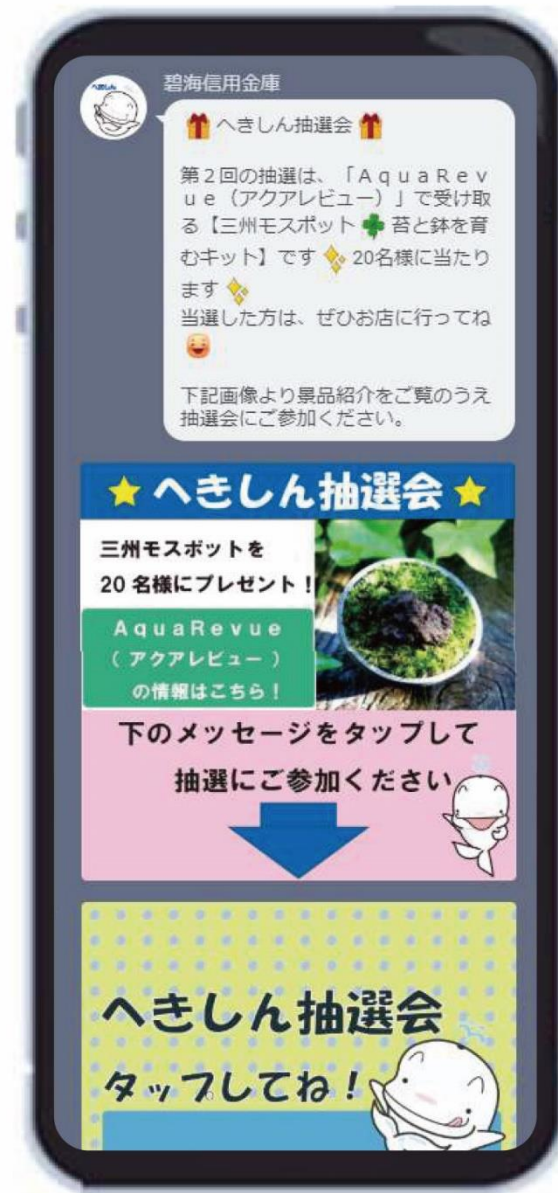 碧海信用金庫
へきしん
🎁 へきしん抽選会 🎁
第2回の抽選は、「AquaRev
ue(アクアレビュー)」で受け取
る【三州モスポット🍀苔と鉢を育
むキット】です✨20名様に当たり
ます✨
当選した方は、ぜひお店に行ってね
😆
下記画像より景品紹介をご覧のうえ
抽選会にご参加ください。
★ へきしん抽選会 ★
三州モスポットを
20名様にプレゼント!
AquaRevue
(アクアレビュー)
の情報はこちら!
下のメッセージをタップして
抽選にご参加ください
へきしん抽選会
タップしてね!